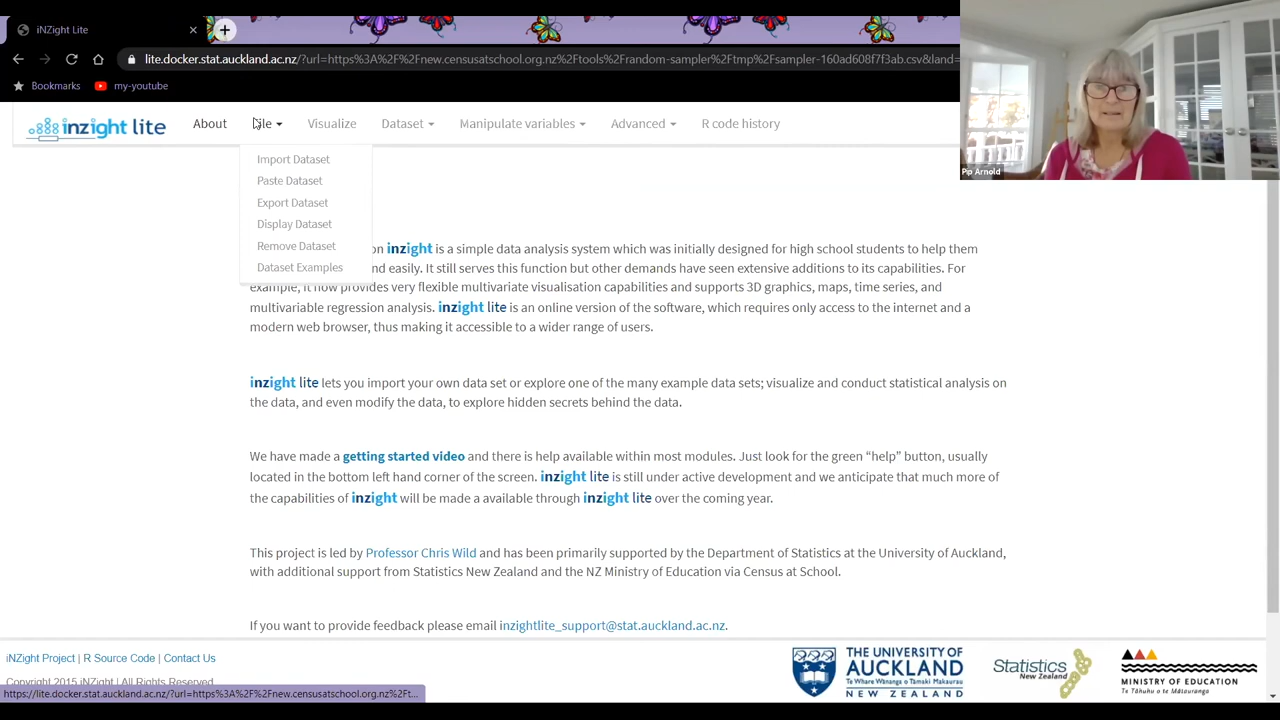 iNZight Lite
lite.docker.stat.auckland.ac.nz/?url=https%3A%2F%2Fnew.censusatschool.org.nz%2Ftools%2Frandom-sampler%2Ftmp%2Fsampler-160ad608f7f3ab.csv&land=
Bookmarks my-youtube
inzight lite About File Visualize Dataset Manipulate variables Advanced R code history
Pip Arnold
Import Dataset
Paste Dataset
Export Dataset
Display Dataset
Remove Dataset
Dataset Examples
on inzight is a simple data analysis system which was initially designed for high school students to help them
nd easily. It still serves this function but other demands have seen extensive additions to its capabilities. For
example, it now provides very flexible multivariate visualisation capabilities and supports 3D graphics, maps, time series, and
multivariable regression analysis. inzight lite is an online version of the software, which requires only access to the internet and a
modern web browser, thus making it accessible to a wider range of users.
inzight lite lets you import your own data set or explore one of the many example data sets; visualize and conduct statistical analysis on
the data, and even modify the data, to explore hidden secrets behind the data.
We have made a getting started video and there is help available within most modules. Just look for the green “help” button, usually
located in the bottom left hand corner of the screen. inzight lite is still under active development and we anticipate that much more of
the capabilities of inzight will be made a available through inzight lite over the coming year.
This project is led by Professor Chris Wild and has been primarily supported by the Department of Statistics at the University of Auckland,
with additional support from Statistics New Zealand and the NZ Ministry of Education via Census at School.
If you want to provide feedback please email inzightlite_support@stat.auckland.ac.nz.
iNZight Project | R Source Code | Contact Us
Copyright 2015 iNZight | All Rights Reserved
https://lite.docker.stat.auckland.ac.nz/?url=https%3A%2F%2Fnew.censusatschool.org.nz%2Ft...
THE UNIVERSITY OF
AUCKLAND
Te Whare Wānanga o Tāmaki Makaurau
NEW ZEALAND
Statistics
New Zealand
MINISTRY OF EDUCATION
Te Tāhuhu o te Mātauranga